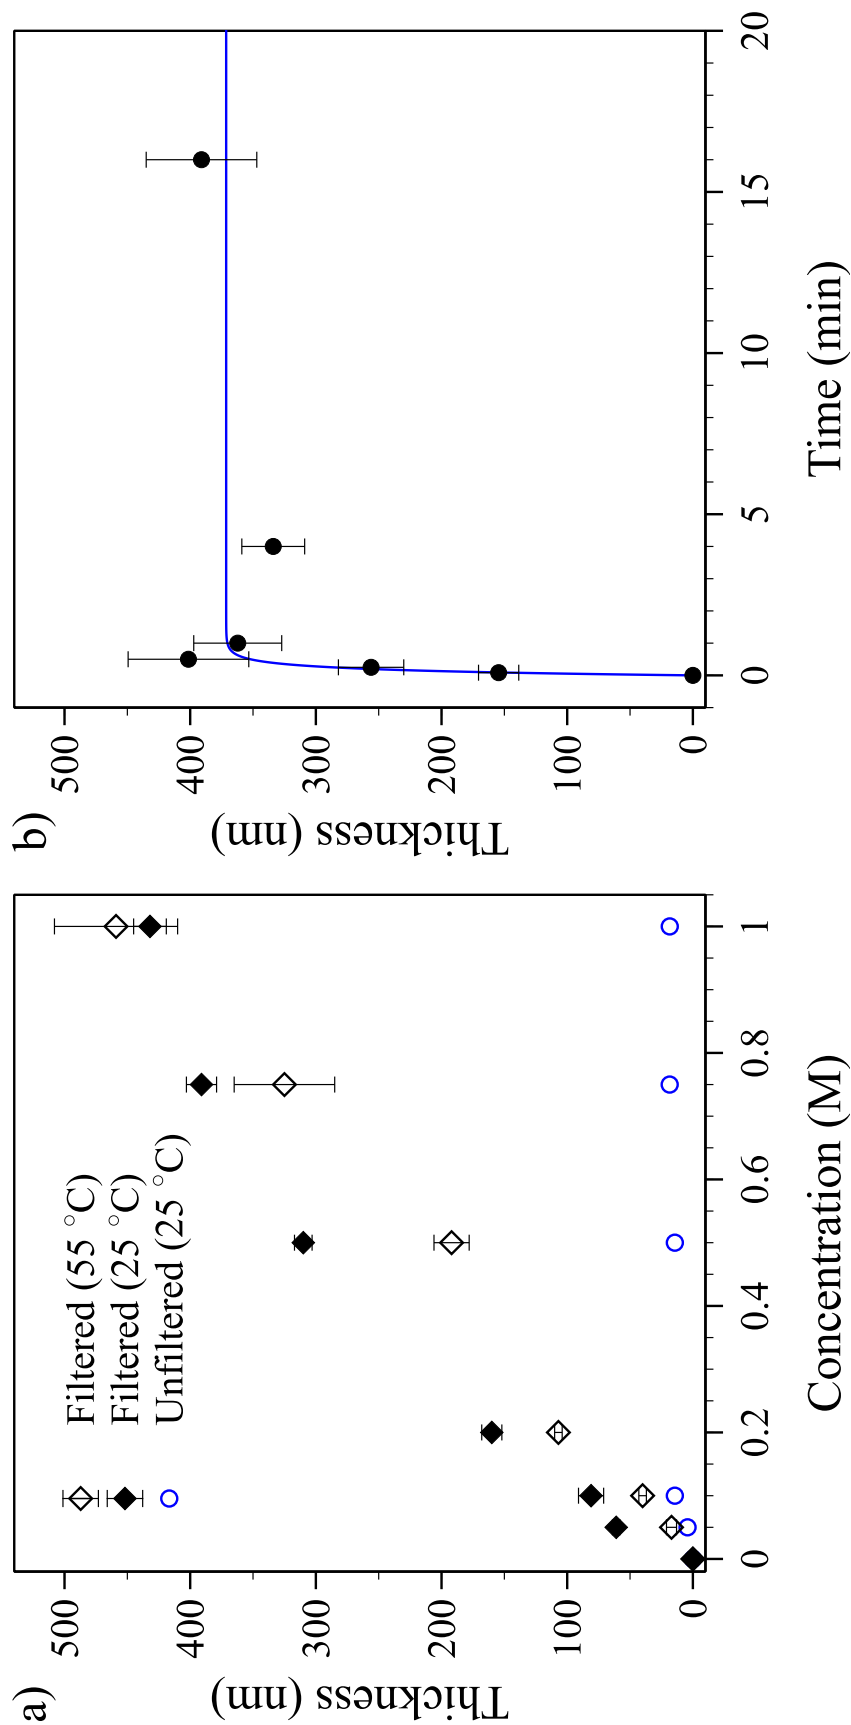 a)
Thickness (nm)
500
400
300
200
100
0
Filtered (55 °C)
Filtered (25 °C)
Unfiltered (25 °C)
0
0.2
0.4
0.6
0.8
1
Concentration (M)
b)
Thickness (nm)
500
400
300
200
100
0
0
5
10
15
20
Time (min)